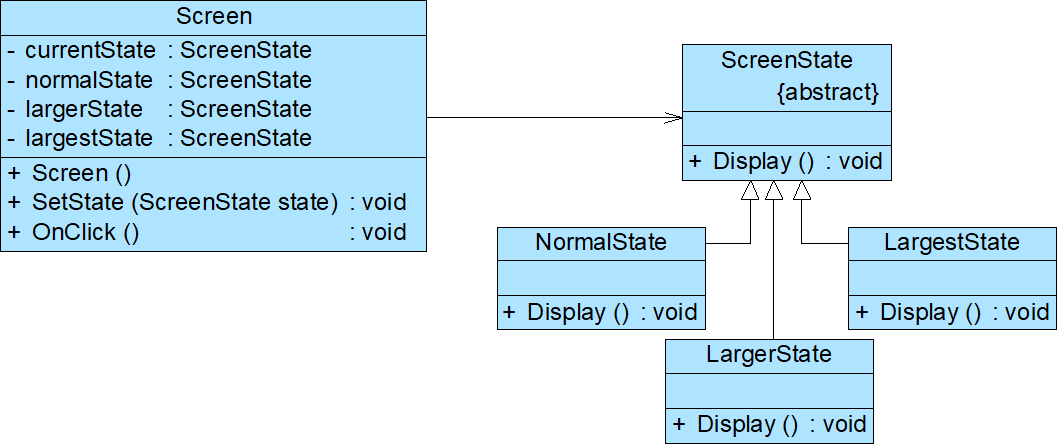 Screen
- currentState : ScreenState
- normalState : ScreenState
- largerState : ScreenState
- largestState : ScreenState
+ Screen ()
+ SetState (ScreenState state) : void
+ OnClick () : void
ScreenState
{abstract}
+ Display () : void
NormalState
+ Display () : void
LargestState
+ Display () : void
LargerState
+ Display () : void